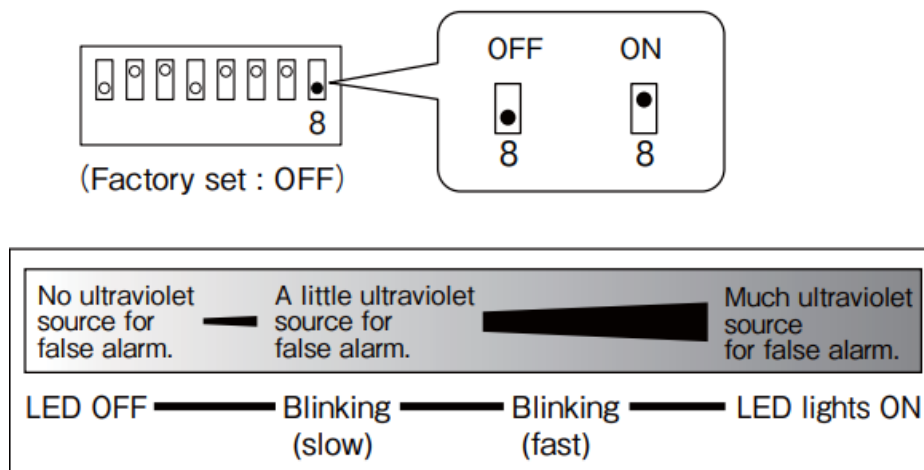 OFF ON
8
8 8
(Factory set : OFF)
No ultraviolet
source for
false alarm.
A little ultraviolet
source for
false alarm.
Much ultraviolet
source
for false alarm.
LED OFF Blinking Blinking LED lights ON
(slow) (fast)